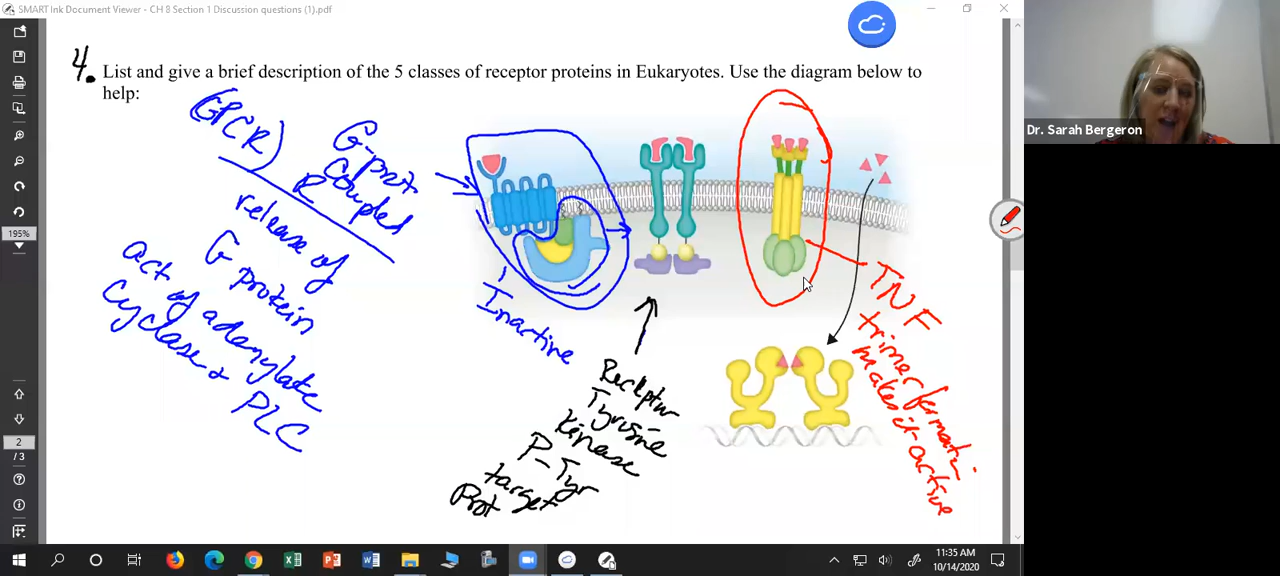 SMART Ink Document Viewer - CH 8 Section 1 Discussion questions (1).pdf
4. List and give a brief description of the 5 classes of receptor proteins in Eukaryotes. Use the diagram below to
help:
(GPCR)
G-prot
Coupled
R
release of
G
protein
act of adenylate
cyclase +
PLC
Inactive
Receptor
Tyrosine
kinase
P-Tyr
target
Prot
TNF
trimer formatin
makes it active
Dr. Sarah Bergeron
195%
2
/ 3
11:35 AM
10/14/2020